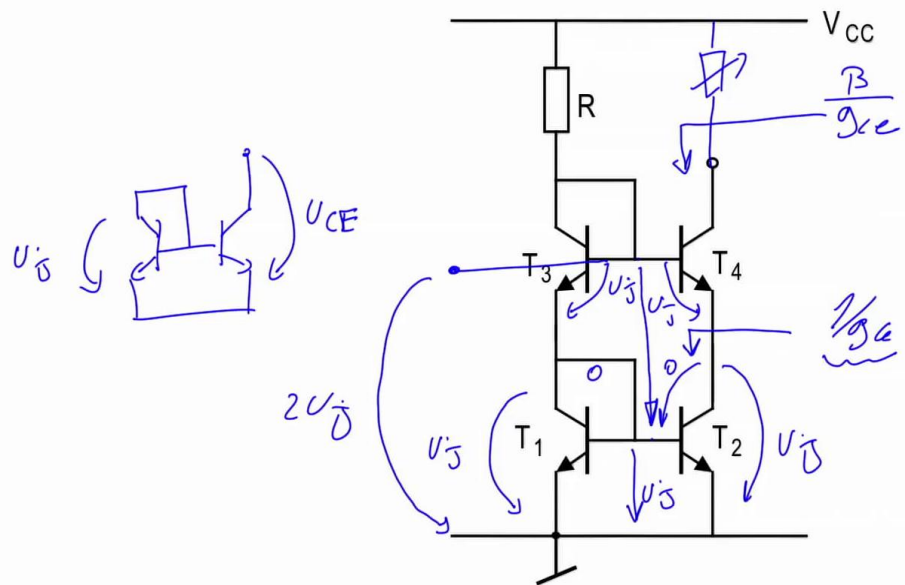 V_CC
B/g_ce
R
U_CE
U_j
T_3
T_4
U_j
U_j
1/g_ce
2U_j
0
0
U_j
T_1
T_2
U_j
U_j